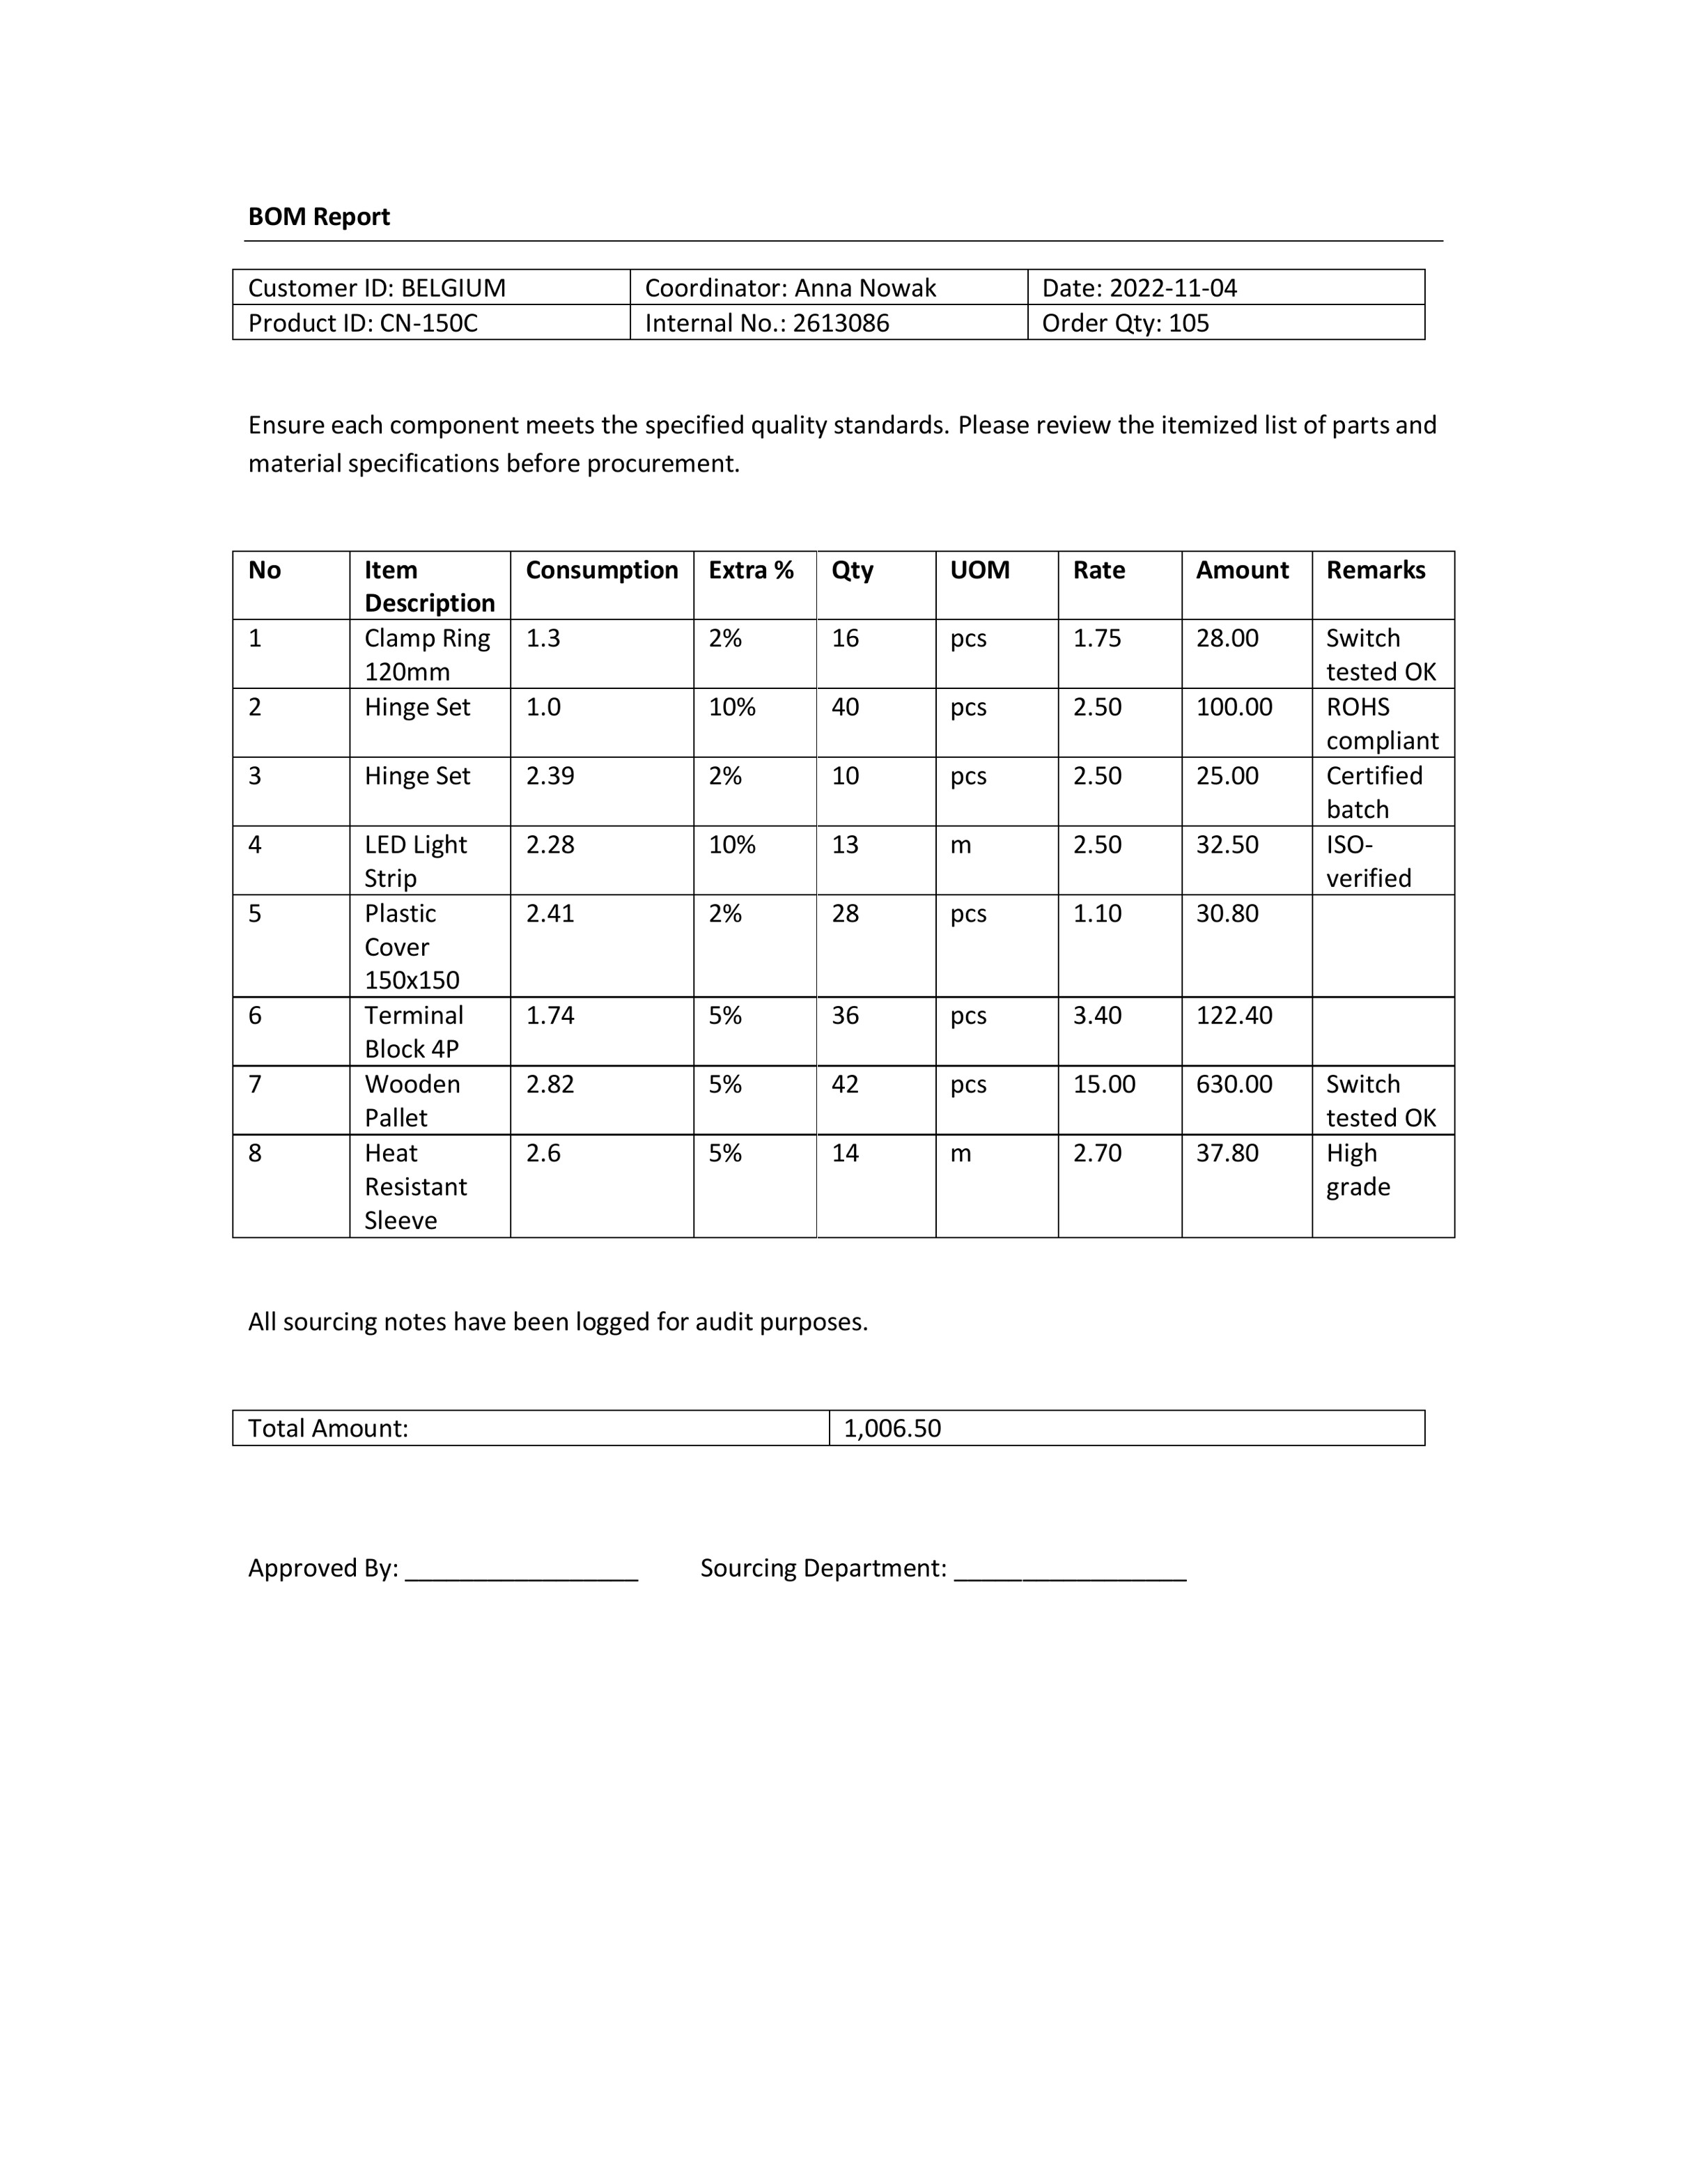 BOM Report
Customer ID: BELGIUM Coordinator: Anna Nowak Date: 2022-11-04
Product ID: CN-150C Internal No.: 2613086 Order Qty: 105
Ensure each component meets the specified quality standards. Please review the itemized list of parts and
material specifications before procurement.
No Item Consumption Extra % Qty UOM Rate Amount Remarks
Description
1 Clamp Ring 1.3 2% 16 pcs 1.75 28.00 Switch
120mm tested OK
2 Hinge Set 1.0 10% 40 pcs 2.50 100.00 ROHS
compliant
3 Hinge Set 2.39 2% 10 pcs 2.50 25.00 Certified
batch
4 LED Light 2.28 10% 13 m 2.50 32.50 ISO-
Strip verified
5 Plastic 2.41 2% 28 pcs 1.10 30.80
Cover
150x150
6 Terminal 1.74 5% 36 pcs 3.40 122.40
Block 4P
7 Wooden 2.82 5% 42 pcs 15.00 630.00 Switch
Pallet tested OK
8 Heat 2.6 5% 14 m 2.70 37.80 High
Resistant grade
Sleeve
All sourcing notes have been logged for audit purposes.
Total Amount: 1,006.50
Approved By: _________________ Sourcing Department: _________________